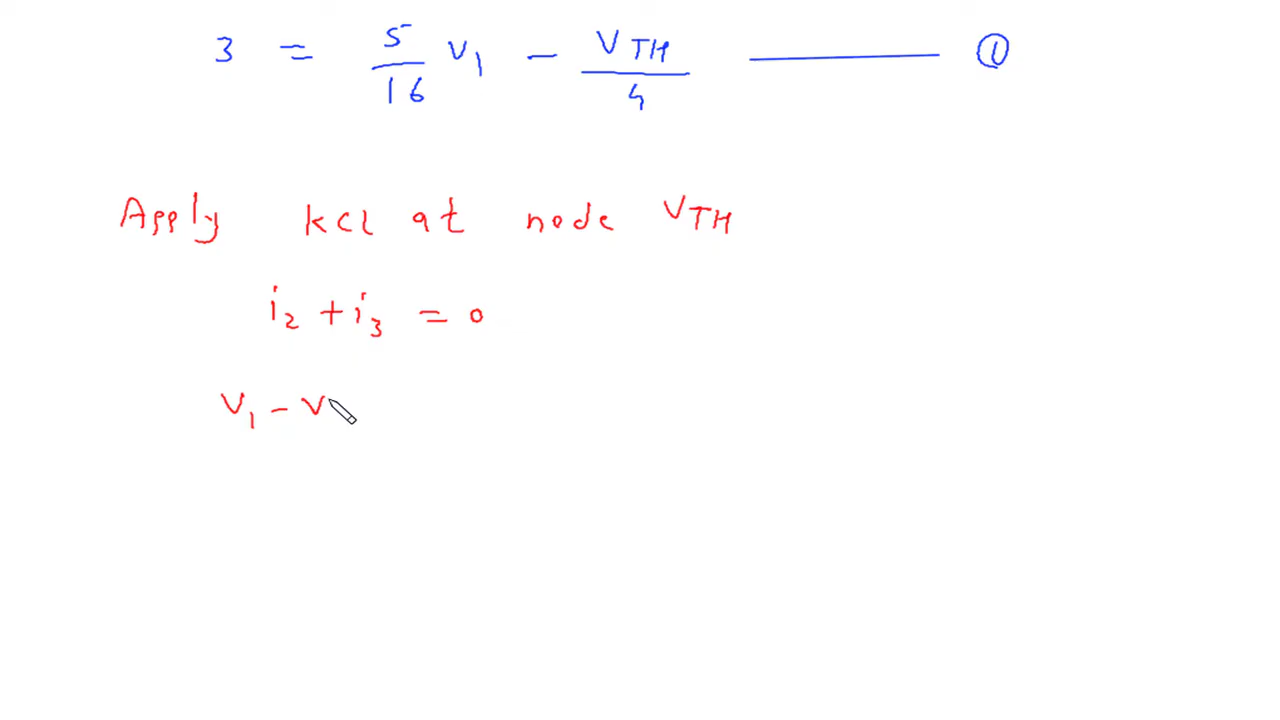 3 = 5/16 V1 - VTH/4 ——— ①
Apply kcl at node VTH
i2 + i3 = 0
V1 - V